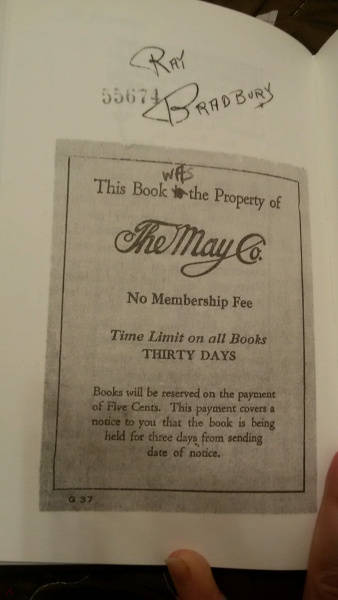 RAY
55674 BRADBURY
WAS
This Book is the Property of
The May Co.
No Membership Fee
Time Limit on all Books
THIRTY DAYS
Books will be reserved on the payment
of Five Cents. This payment covers a
notice to you that the book is being
held for three days from sending
date of notice.
G 37